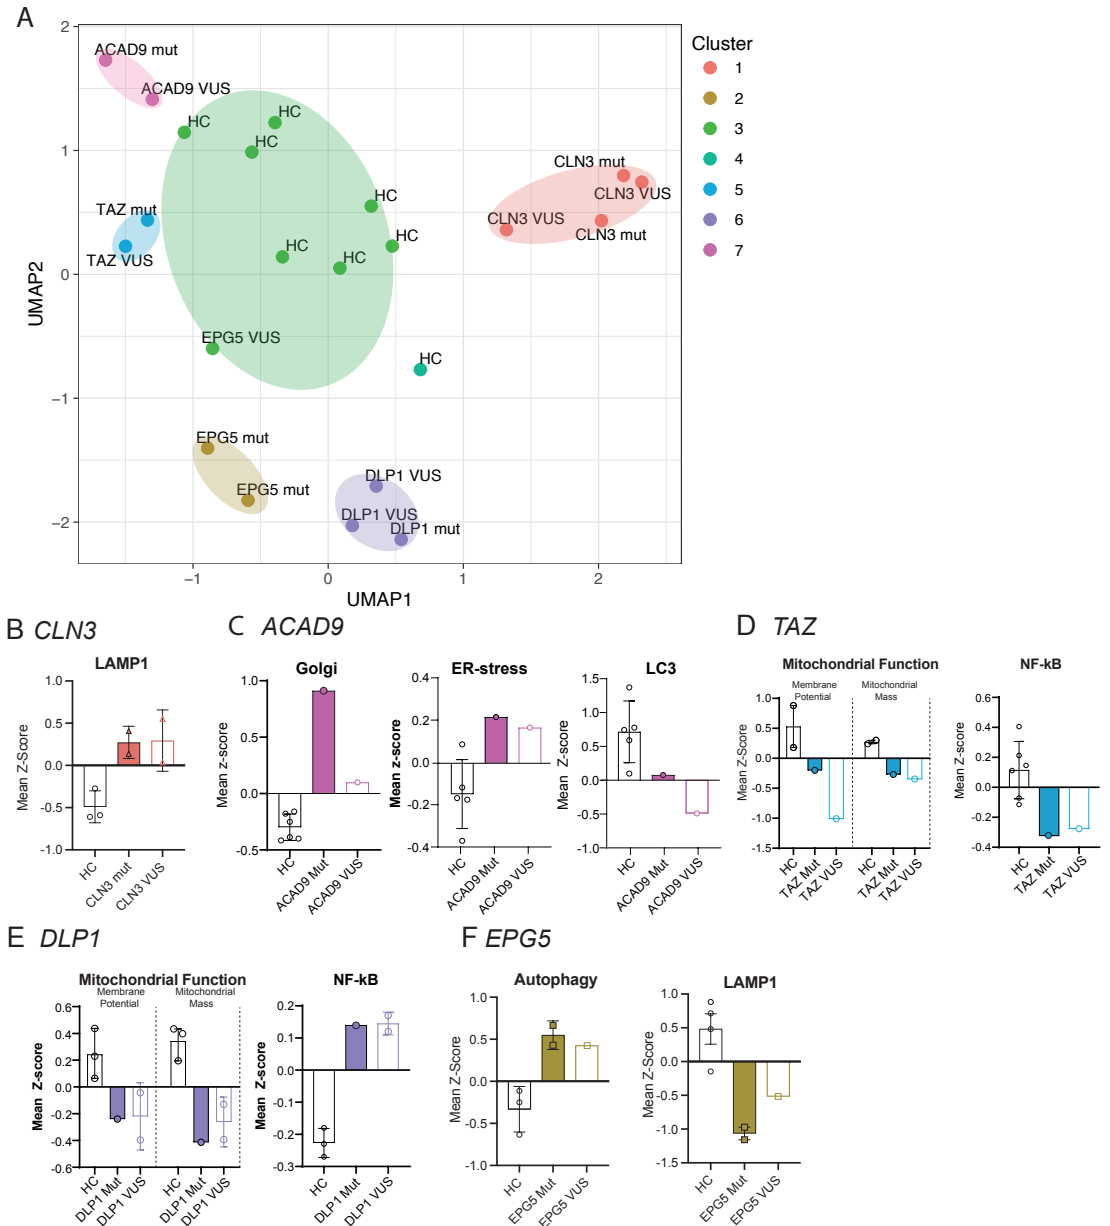 A
2
1
0
−1
−2
UMAP2
−1
0
1
2
UMAP1
ACAD9 mut
ACAD9 VUS
HC
HC
HC
HC
HC
HC
HC
HC
TAZ mut
TAZ VUS
EPG5 VUS
EPG5 mut
EPG5 mut
DLP1 VUS
DLP1 VUS
DLP1 mut
CLN3 mut
CLN3 VUS
CLN3 VUS
CLN3 mut
Cluster
1
2
3
4
5
6
7
B CLN3
LAMP1
Mean Z-Score
1.0
0.5
0.0
-0.5
-1.0
HC
CLN3 mut
CLN3 VUS
C ACAD9
Golgi
Mean z-score
1.0
0.5
0.0
-0.5
HC
ACAD9 Mut
ACAD9 VUS
ER-stress
Mean z-score
0.4
0.2
0.0
-0.2
-0.4
HC
ACAD9 Mut
ACAD9 VUS
LC3
Mean z-score
1.5
1.0
0.5
0.0
-0.5
-1.0
HC
ACAD9 Mut
ACAD9 VUS
D TAZ
Mitochondrial Function
Membrane
Potential
Mitochondrial
Mass
Mean Z-score
1.0
0.5
0.0
-0.5
-1.0
-1.5
HC
TAZ Mut
TAZ VUS
HC
TAZ Mut
TAZ VUS
NF-kB
Mean Z-score
0.6
0.4
0.2
0.0
-0.2
-0.4
HC
TAZ Mut
TAZ VUS
E DLP1
Mitochondrial Function
Membrane
Potential
Mitochondrial
Mass
Mean Z-score
0.6
0.4
0.2
0.0
-0.2
-0.4
-0.6
HC
DLP1 Mut
DLP1 VUS
HC
DLP1 Mut
DLP1 VUS
NF-kB
Mean Z-score
0.2
0.1
0.0
-0.1
-0.2
-0.3
HC
DLP1 Mut
DLP1 VUS
F EPG5
Autophagy
Mean Z-Score
1.0
0.5
0.0
-0.5
-1.0
HC
EPG5 Mut
EPG5 VUS
LAMP1
Mean Z-Score
1.0
0.5
0.0
-0.5
-1.0
-1.5
HC
EPG5 Mut
EPG5 VUS